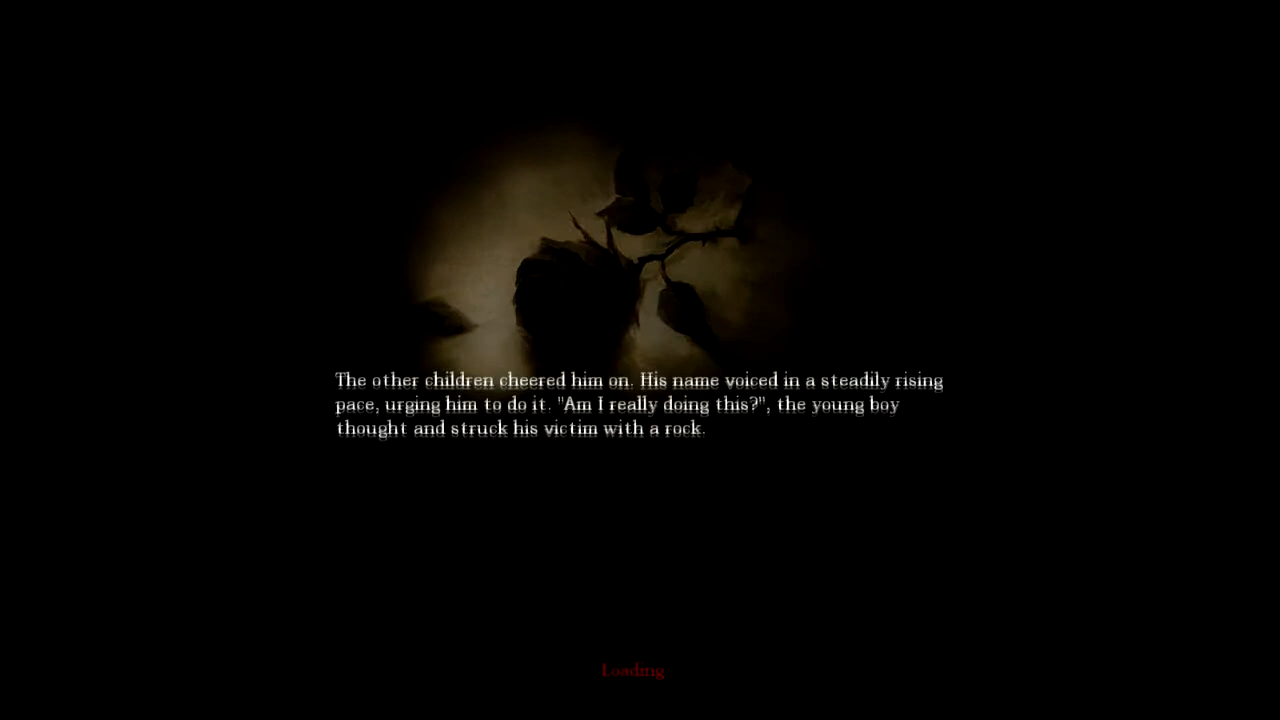 The other children cheered him on. His name voiced in a steadily rising
pace, urging him to do it. "Am I really doing this?", the young boy
thought and struck his victim with a rock.
Loading